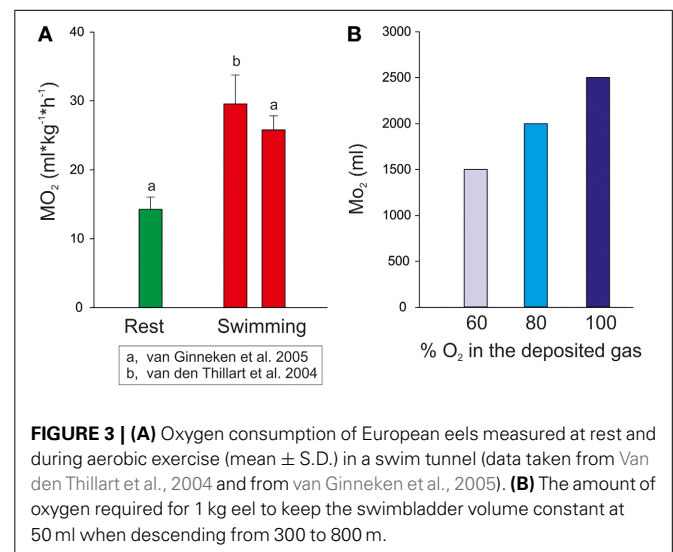 A
B
40
30
20
10
0
MO₂ (ml*kg⁻¹*h⁻¹)
a
b
a
Rest
Swimming
a, van Ginneken et al. 2005
b, van den Thillart et al. 2004
3000
2500
2000
1500
1000
500
0
Mo₂ (ml)
60
80
100
% O₂ in the deposited gas
FIGURE 3 | (A) Oxygen consumption of European eels measured at rest and
during aerobic exercise (mean ± S.D.) in a swim tunnel (data taken from Van
den Thillart et al., 2004 and from van Ginneken et al., 2005). (B) The amount of
oxygen required for 1 kg eel to keep the swimbladder volume constant at
50 ml when descending from 300 to 800 m.